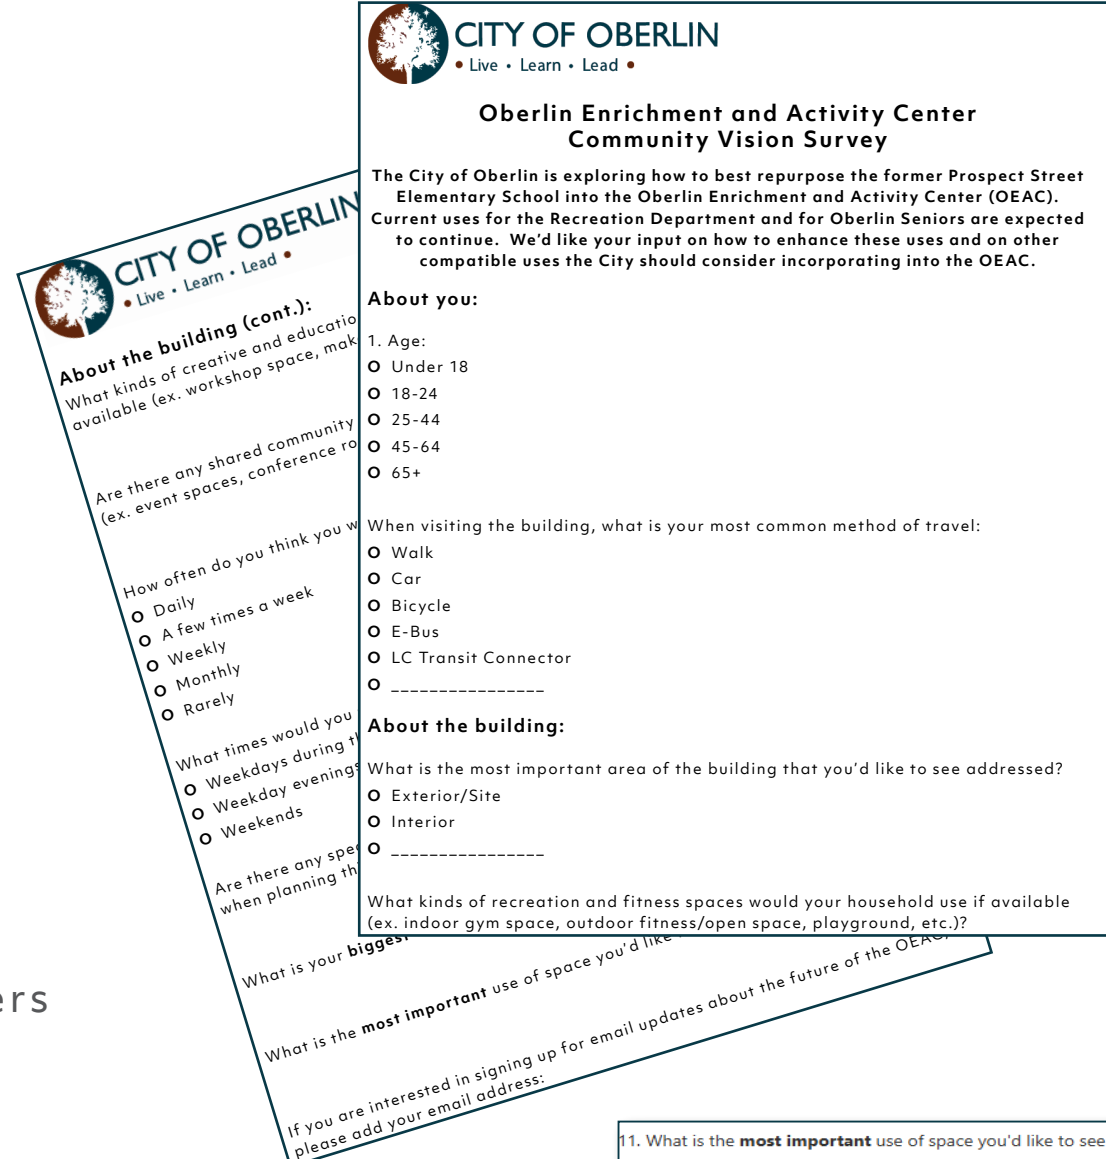 CITY OF OBERLIN
• Live • Learn • Lead •
Oberlin Enrichment and Activity Center
Community Vision Survey
The City of Oberlin is exploring how to best repurpose the former Prospect Street
Elementary School into the Oberlin Enrichment and Activity Center (OEAC).
Current uses for the Recreation Department and for Oberlin Seniors are expected
to continue.  We'd like your input on how to enhance these uses and on other
compatible uses the City should consider incorporating into the OEAC.
About you:
1. Age:
O Under 18
O 18-24
O 25-44
O 45-64
O 65+
When visiting the building, what is your most common method of travel:
O Walk
O Car
O Bicycle
O E-Bus
O LC Transit Connector
O ________________
About the building:
What is the most important area of the building that you'd like to see addressed?
O Exterior/Site
O Interior
O ________________
What kinds of recreation and fitness spaces would your household use if available
(ex. indoor gym space, outdoor fitness/open space, playground, etc.)?
CITY OF OBERLIN
• Live • Learn • Lead •
About the building (cont.):
What kinds of creative and educatio
available (ex. workshop space, mak
Are there any shared community
(ex. event spaces, conference ro
How often do you think you w
O Daily
O A few times a week
O Weekly
O Monthly
O Rarely
What times would you
O Weekdays during th
O Weekday evenings
O Weekends
Are there any spec
when planning thi
What is your biggest
What is the most important use of space you'd like
If you are interested in signing up for email updates about the future of the OEAC,
please add your email address:
ers
11. What is the most important use of space you'd like to see